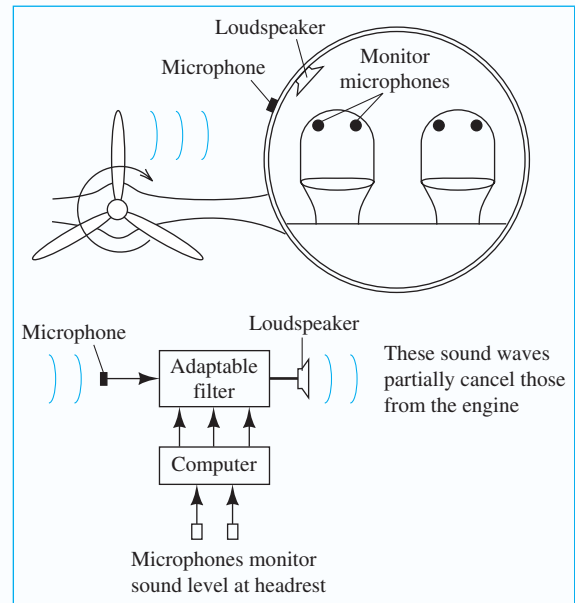 Loudspeaker
Microphone
Monitor
microphones
Microphone
Loudspeaker
Adaptable
filter
These sound waves
partially cancel those
from the engine
Computer
Microphones monitor
sound level at headrest